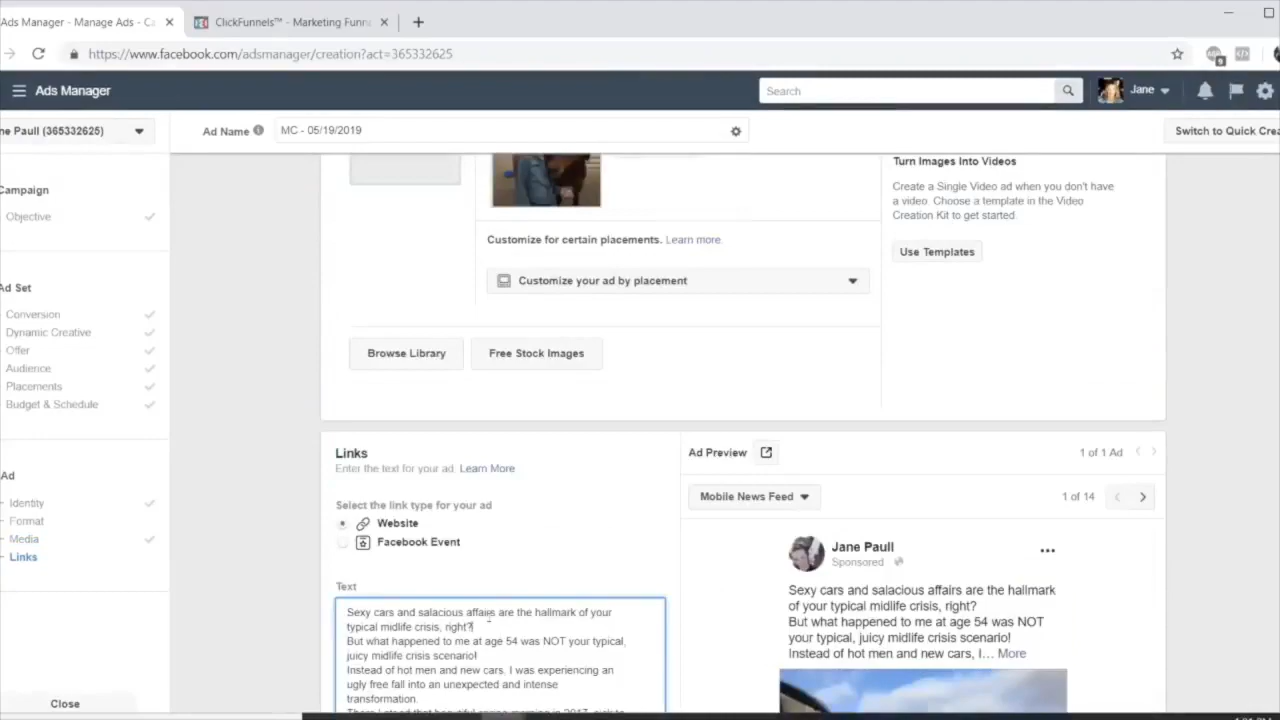 Ads Manager - Manage Ads - Ca
ClickFunnels™ - Marketing Funne
https://www.facebook.com/adsmanager/creation?act=365332625
Ads Manager
Search
Jane
ne Paull (365332625)
Ad Name
MC - 05/19/2019
Switch to Quick Crea
Campaign
Objective
Ad Set
Conversion
Dynamic Creative
Offer
Audience
Placements
Budget & Schedule
Ad
Identity
Format
Media
Links
Close
Turn Images Into Videos
Create a Single Video ad when you don't have
a video. Choose a template in the Video
Creation Kit to get started.
Use Templates
Customize for certain placements. Learn more.
Customize your ad by placement
Browse Library
Free Stock Images
Links
Enter the text for your ad. Learn More
Select the link type for your ad
Website
Facebook Event
Text
Sexy cars and salacious affairs are the hallmark of your
typical midlife crisis, right?
But what happened to me at age 54 was NOT your typical,
juicy midlife crisis scenario!
Instead of hot men and new cars, I was experiencing an
ugly free fall into an unexpected and intense
transformation.
Ad Preview
1 of 1 Ad
Mobile News Feed
1 of 14
Jane Paull
Sponsored
Sexy cars and salacious affairs are the hallmark
of your typical midlife crisis, right?
But what happened to me at age 54 was NOT
your typical, juicy midlife crisis scenario!
Instead of hot men and new cars, I... More